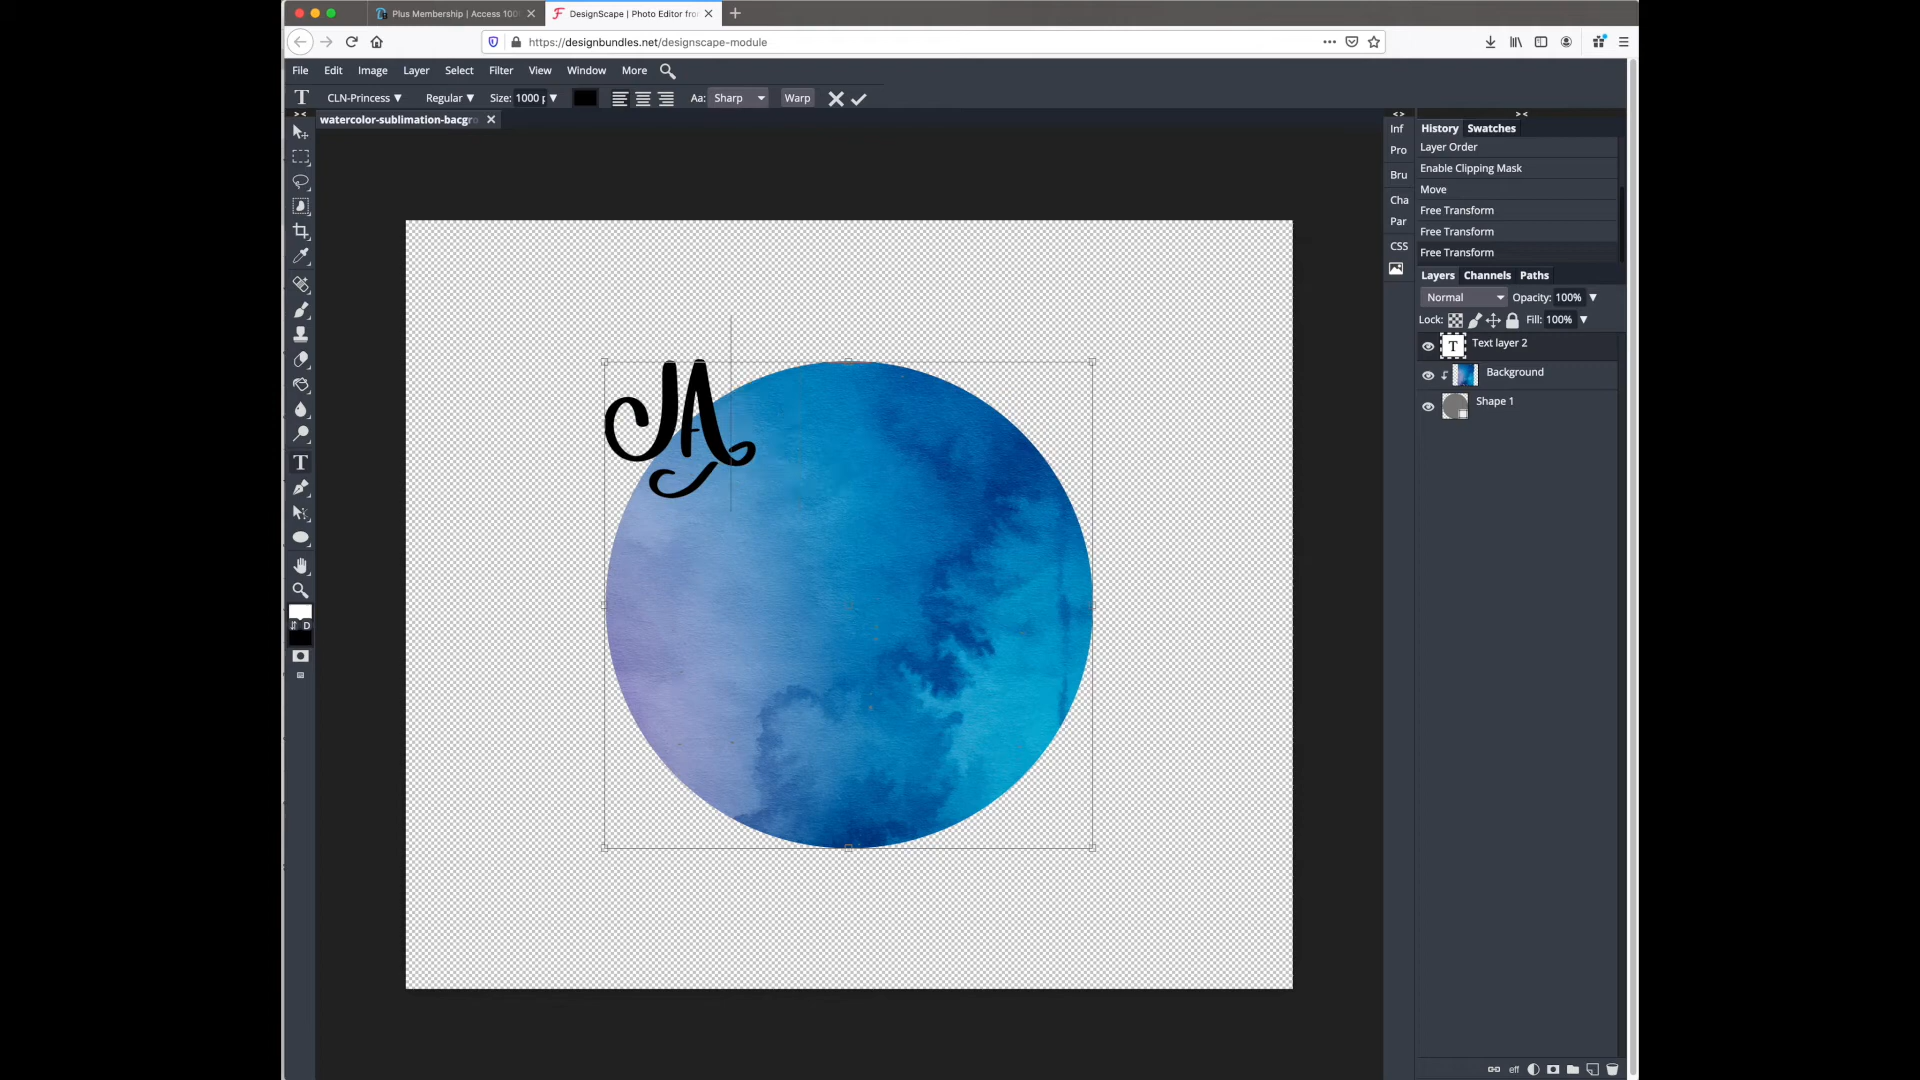 Plus Membership | Access 100
DesignScape | Photo Editor fro
https://designbundles.net/designscape-module
File Edit Image Layer Select Filter View Window More
CLN-Princess Regular Size: 1000 p Aa: Sharp Warp
watercolor-sublimation-bacgr
Inf
Pro
Bru
Cha
Par
CSS
History Swatches
Layer Order
Enable Clipping Mask
Move
Free Transform
Free Transform
Free Transform
Layers Channels Paths
Normal Opacity: 100%
Lock: Fill: 100%
T Text layer 2
Background
Shape 1
JA
D
eff